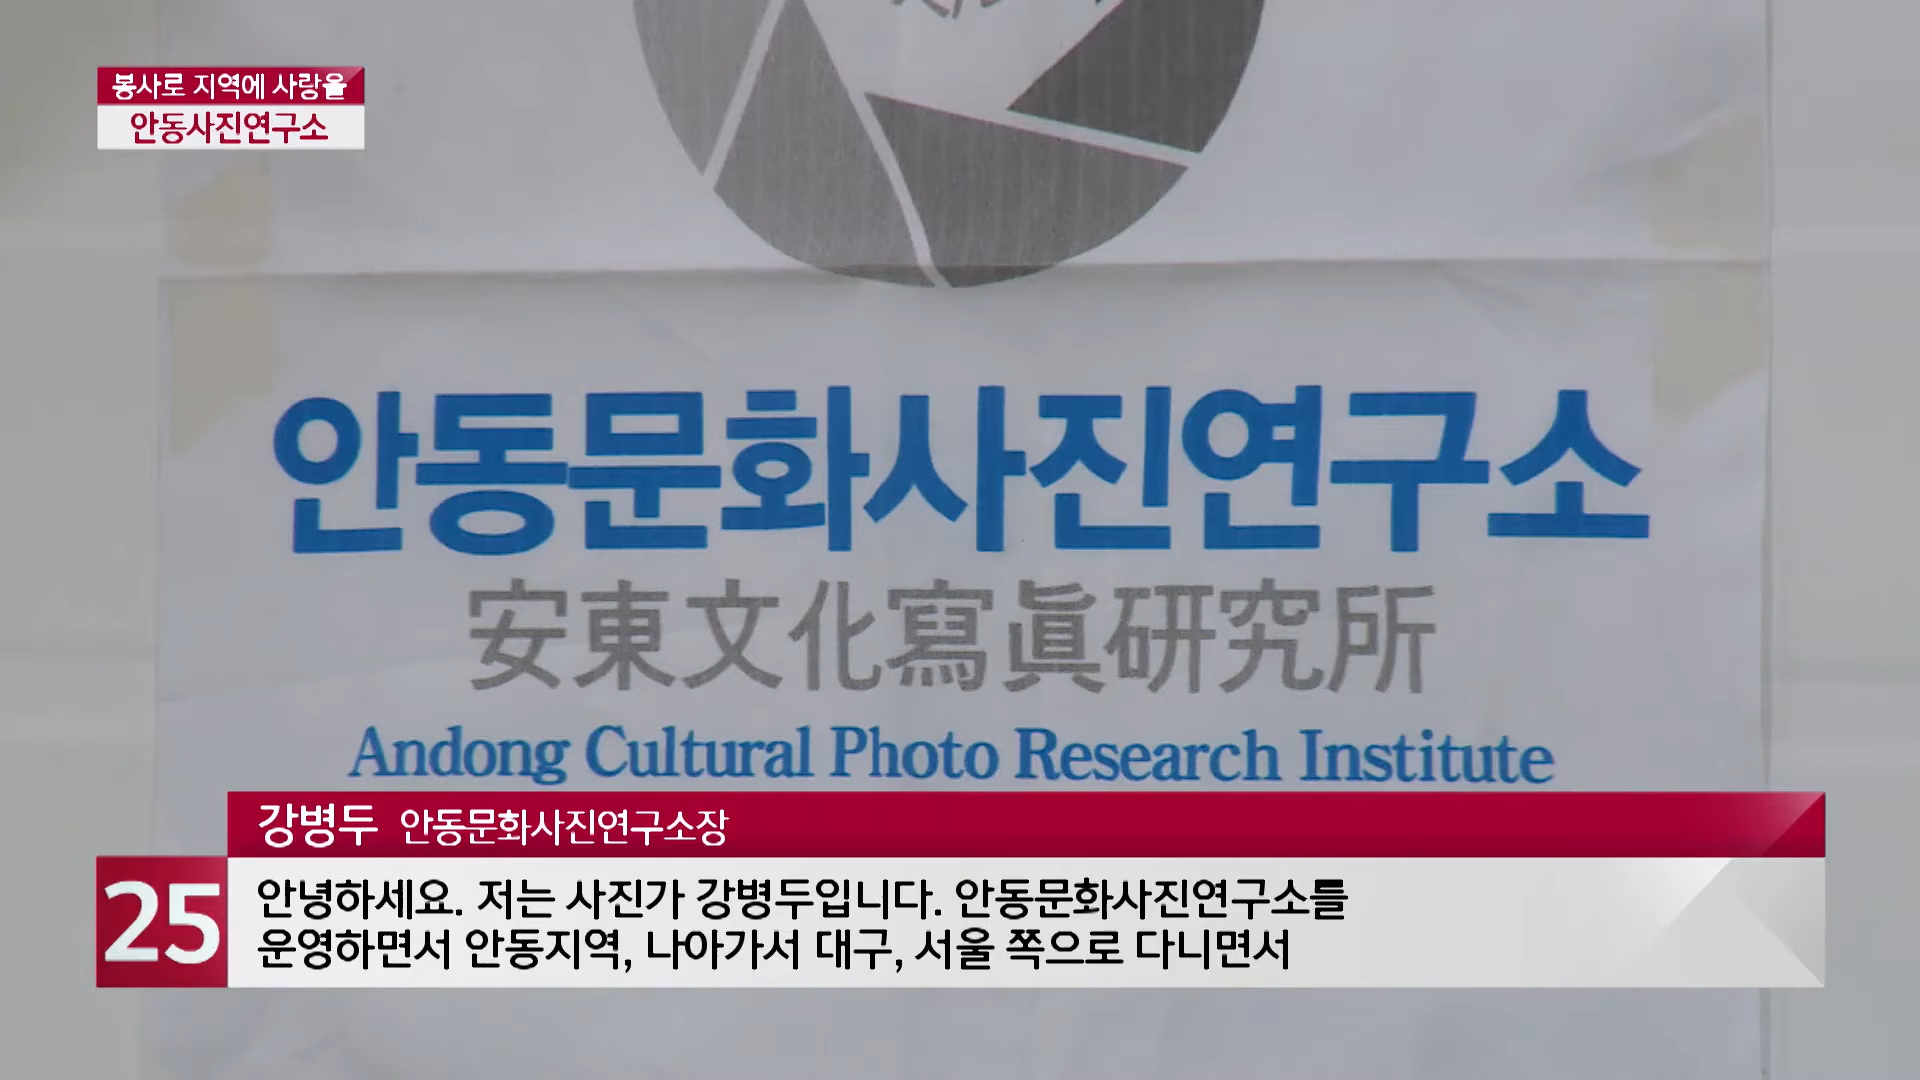 봉사로 지역에 사랑을
안동사진연구소
안동문화사진연구소
安東文化寫眞研究所
Andong Cultural Photo Research Institute
강병두 안동문화사진연구소장
25
안녕하세요. 저는 사진가 강병두입니다. 안동문화사진연구소를
운영하면서 안동지역, 나아가서 대구, 서울 쪽으로 다니면서